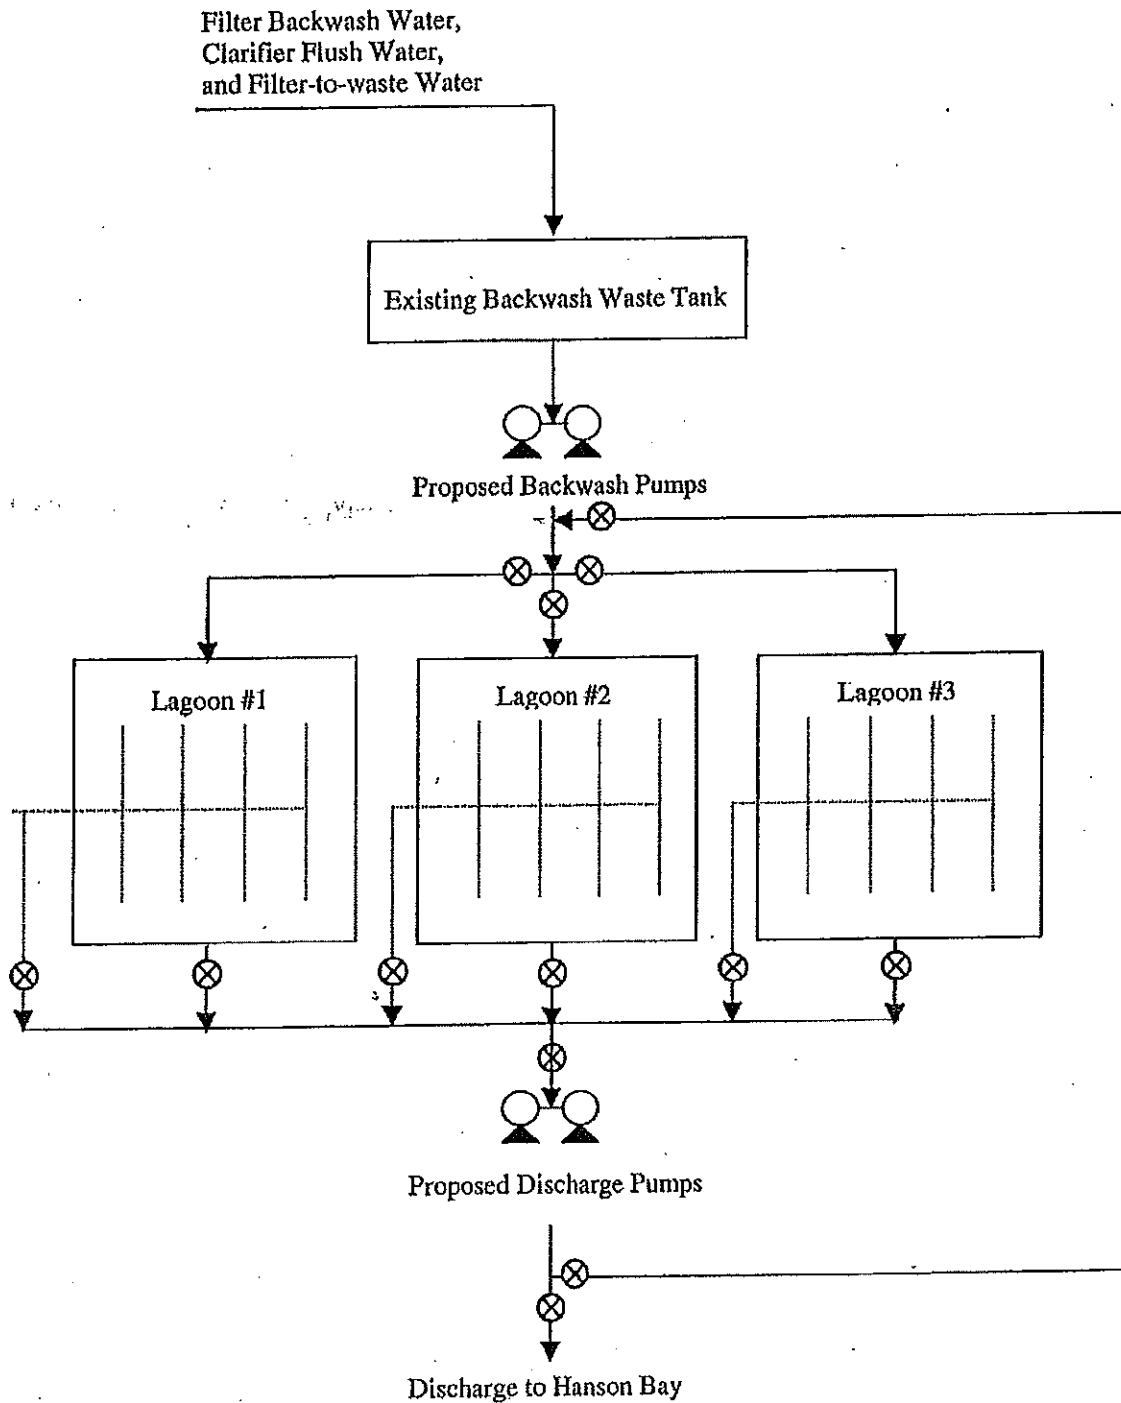 Filter Backwash Water,
Clarifier Flush Water,
and Filter-to-waste Water
Existing Backwash Waste Tank
Proposed Backwash Pumps
Lagoon #1
Lagoon #2
Lagoon #3
Proposed Discharge Pumps
Discharge to Hanson Bay